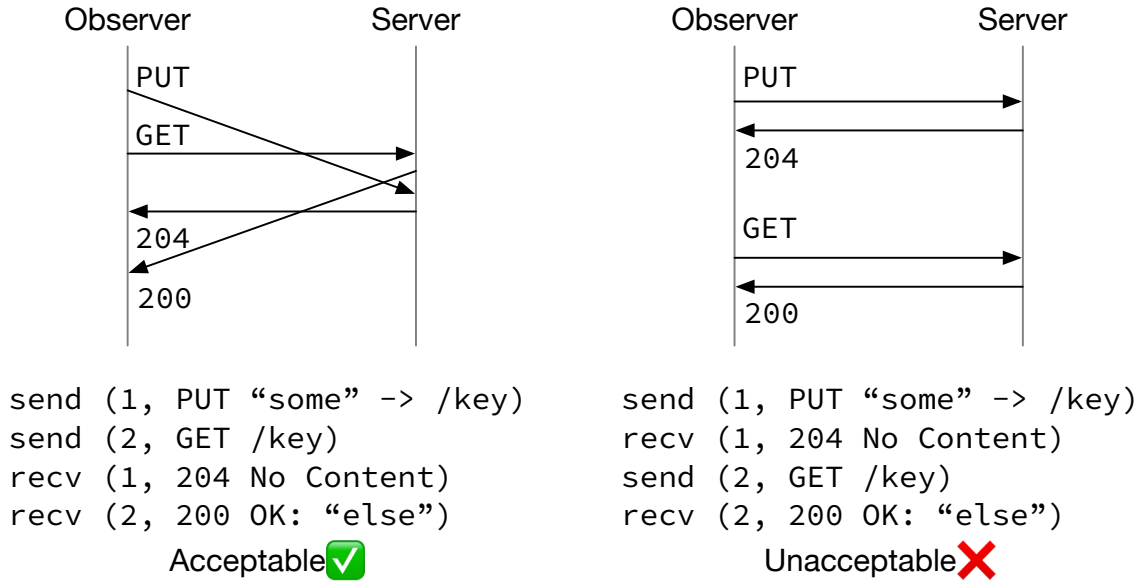 Observer
Server
PUT
GET
204
200
send (1, PUT “some” -> /key)
send (2, GET /key)
recv (1, 204 No Content)
recv (2, 200 OK: “else”)
Acceptable✅
Observer
Server
PUT
204
GET
200
send (1, PUT “some” -> /key)
recv (1, 204 No Content)
send (2, GET /key)
recv (2, 200 OK: “else”)
Unacceptable❌